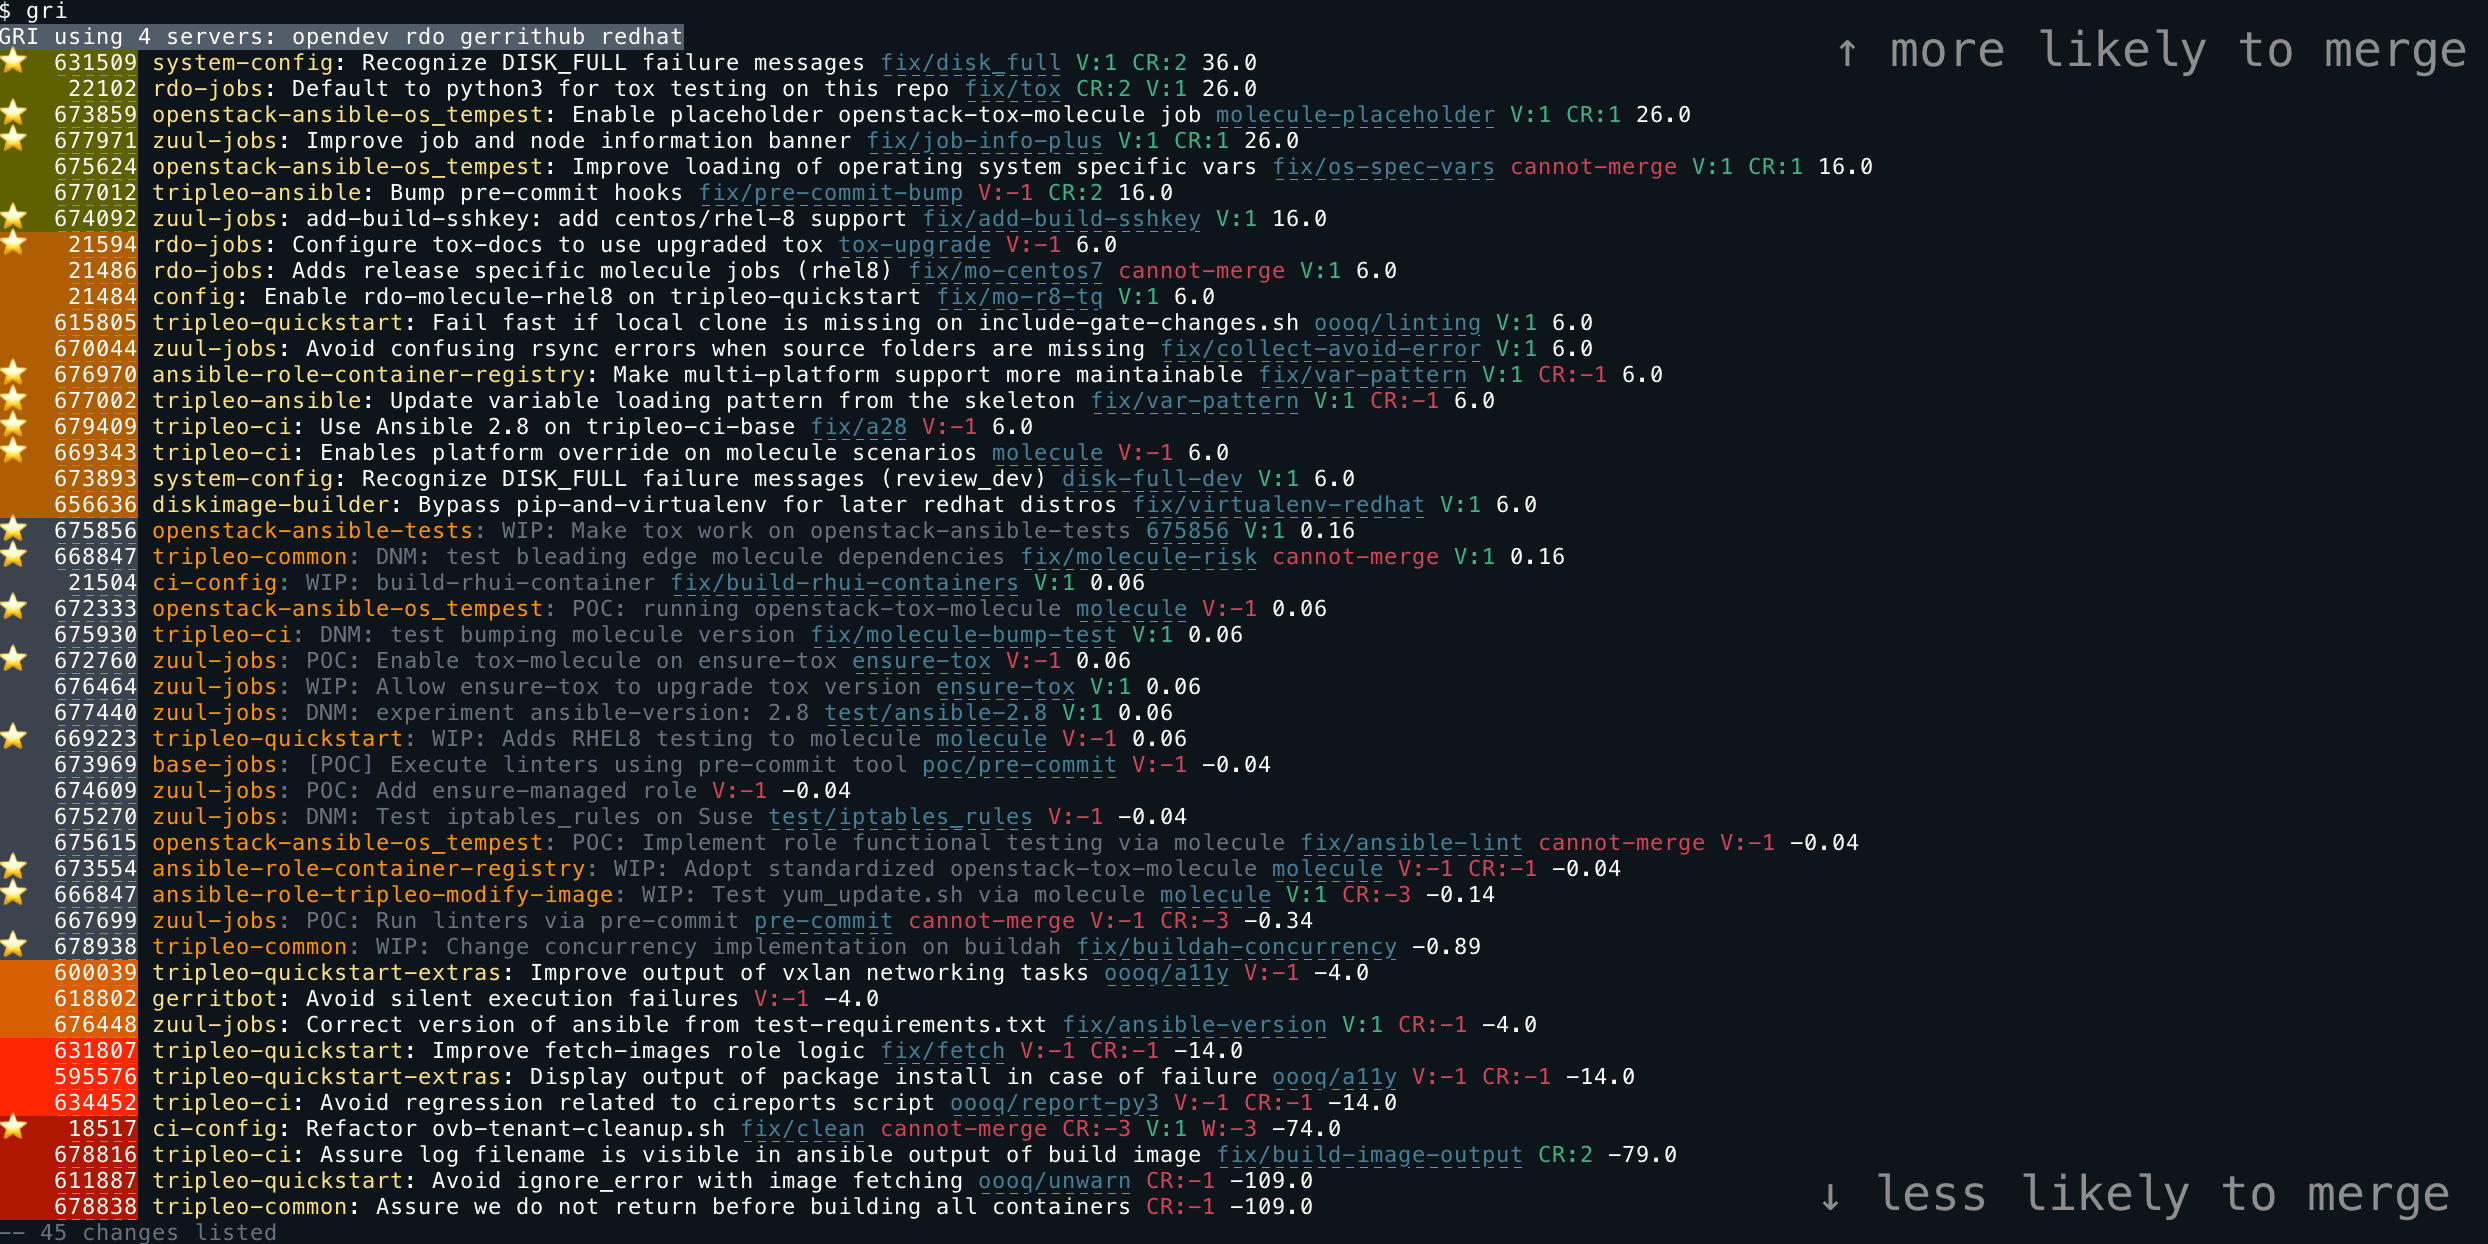 $ gri
GRI using 4 servers: opendev rdo gerrithub redhat
↑ more likely to merge
631509 system-config: Recognize DISK_FULL failure messages fix/disk_full V:1 CR:2 36.0
22102 rdo-jobs: Default to python3 for tox testing on this repo fix/tox CR:2 V:1 26.0
673859 openstack-ansible-os_tempest: Enable placeholder openstack-tox-molecule job molecule-placeholder V:1 CR:1 26.0
677971 zuul-jobs: Improve job and node information banner fix/job-info-plus V:1 CR:1 26.0
675624 openstack-ansible-os_tempest: Improve loading of operating system specific vars fix/os-spec-vars cannot-merge V:1 CR:1 16.0
677012 tripleo-ansible: Bump pre-commit hooks fix/pre-commit-bump V:-1 CR:2 16.0
674092 zuul-jobs: add-build-sshkey: add centos/rhel-8 support fix/add-build-sshkey V:1 16.0
21594 rdo-jobs: Configure tox-docs to use upgraded tox tox-upgrade V:-1 6.0
21486 rdo-jobs: Adds release specific molecule jobs (rhel8) fix/mo-centos7 cannot-merge V:1 6.0
21484 config: Enable rdo-molecule-rhel8 on tripleo-quickstart fix/mo-r8-tq V:1 6.0
615805 tripleo-quickstart: Fail fast if local clone is missing on include-gate-changes.sh oooq/linting V:1 6.0
670044 zuul-jobs: Avoid confusing rsync errors when source folders are missing fix/collect-avoid-error V:1 6.0
676970 ansible-role-container-registry: Make multi-platform support more maintainable fix/var-pattern V:1 CR:-1 6.0
677002 tripleo-ansible: Update variable loading pattern from the skeleton fix/var-pattern V:1 CR:-1 6.0
679409 tripleo-ci: Use Ansible 2.8 on tripleo-ci-base fix/a28 V:-1 6.0
669343 tripleo-ci: Enables platform override on molecule scenarios molecule V:-1 6.0
673893 system-config: Recognize DISK_FULL failure messages (review_dev) disk-full-dev V:1 6.0
656636 diskimage-builder: Bypass pip-and-virtualenv for later redhat distros fix/virtualenv-redhat V:1 6.0
675856 openstack-ansible-tests: WIP: Make tox work on openstack-ansible-tests 675856 V:1 0.16
668847 tripleo-common: DNM: test bleading edge molecule dependencies fix/molecule-risk cannot-merge V:1 0.16
21504 ci-config: WIP: build-rhui-container fix/build-rhui-containers V:1 0.06
672333 openstack-ansible-os_tempest: POC: running openstack-tox-molecule molecule V:-1 0.06
675930 tripleo-ci: DNM: test bumping molecule version fix/molecule-bump-test V:1 0.06
672760 zuul-jobs: POC: Enable tox-molecule on ensure-tox ensure-tox V:-1 0.06
676464 zuul-jobs: WIP: Allow ensure-tox to upgrade tox version ensure-tox V:1 0.06
677440 zuul-jobs: DNM: experiment ansible-version: 2.8 test/ansible-2.8 V:1 0.06
669223 tripleo-quickstart: WIP: Adds RHEL8 testing to molecule molecule V:-1 0.06
673969 base-jobs: [POC] Execute linters using pre-commit tool poc/pre-commit V:-1 -0.04
674609 zuul-jobs: POC: Add ensure-managed role V:-1 -0.04
675270 zuul-jobs: DNM: Test iptables_rules on Suse test/iptables_rules V:-1 -0.04
675615 openstack-ansible-os_tempest: POC: Implement role functional testing via molecule fix/ansible-lint cannot-merge V:-1 -0.04
673554 ansible-role-container-registry: WIP: Adopt standardized openstack-tox-molecule molecule V:-1 CR:-1 -0.04
666847 ansible-role-tripleo-modify-image: WIP: Test yum_update.sh via molecule molecule V:1 CR:-3 -0.14
667699 zuul-jobs: POC: Run linters via pre-commit pre-commit cannot-merge V:-1 CR:-3 -0.34
678938 tripleo-common: WIP: Change concurrency implementation on buildah fix/buildah-concurrency -0.89
600039 tripleo-quickstart-extras: Improve output of vxlan networking tasks oooq/a11y V:-1 -4.0
618802 gerritbot: Avoid silent execution failures V:-1 -4.0
676448 zuul-jobs: Correct version of ansible from test-requirements.txt fix/ansible-version V:1 CR:-1 -4.0
631807 tripleo-quickstart: Improve fetch-images role logic fix/fetch V:-1 CR:-1 -14.0
595576 tripleo-quickstart-extras: Display output of package install in case of failure oooq/a11y V:-1 CR:-1 -14.0
634452 tripleo-ci: Avoid regression related to cireports script oooq/report-py3 V:-1 CR:-1 -14.0
18517 ci-config: Refactor ovb-tenant-cleanup.sh fix/clean cannot-merge CR:-3 V:1 W:-3 -74.0
678816 tripleo-ci: Assure log filename is visible in ansible output of build image fix/build-image-output CR:2 -79.0
611887 tripleo-quickstart: Avoid ignore_error with image fetching oooq/unwarn CR:-1 -109.0
678838 tripleo-common: Assure we do not return before building all containers CR:-1 -109.0
↓ less likely to merge
-- 45 changes listed